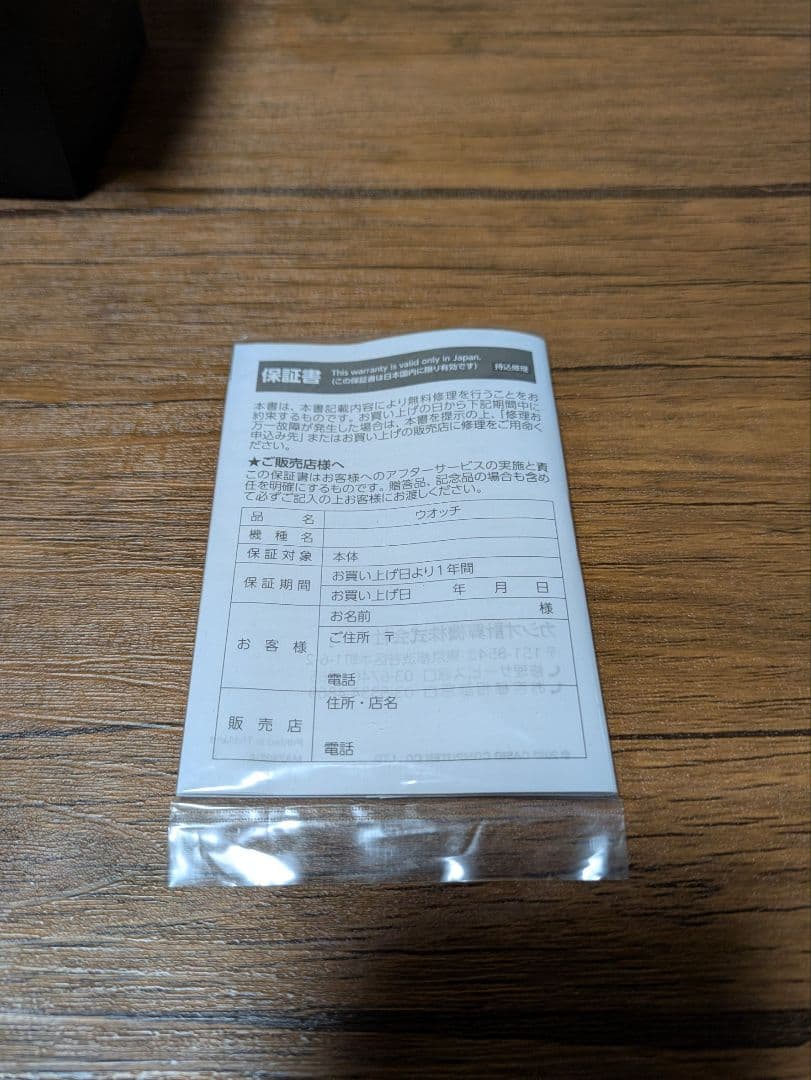 保証書
This warranty is valid only in Japan.
(この保証書は日本国内に限り有効です)
持込修理
本書は、本書記載内容により無料修理を行うことをお
約束するものです。お買い上げの日から下記期間中に
万一故障が発生した場合は、本書を提示の上、「修理お
申込み先」またはお買い上げの販売店に修理をご用命く
ださい。
★ご販売店様へ
この保証書はお客様へのアフターサービスの実施と責
任を明確にするものです。贈答品、記念品の場合も含め
て必ずご記入の上お客様にお渡しください。
品名 ウオッチ
機種名
保証対象 本体
保証期間 お買い上げ日より1年間
お買い上げ日 年 月 日
お客様 お名前 様
ご住所 〒
電話
販売店 住所・店名
電話